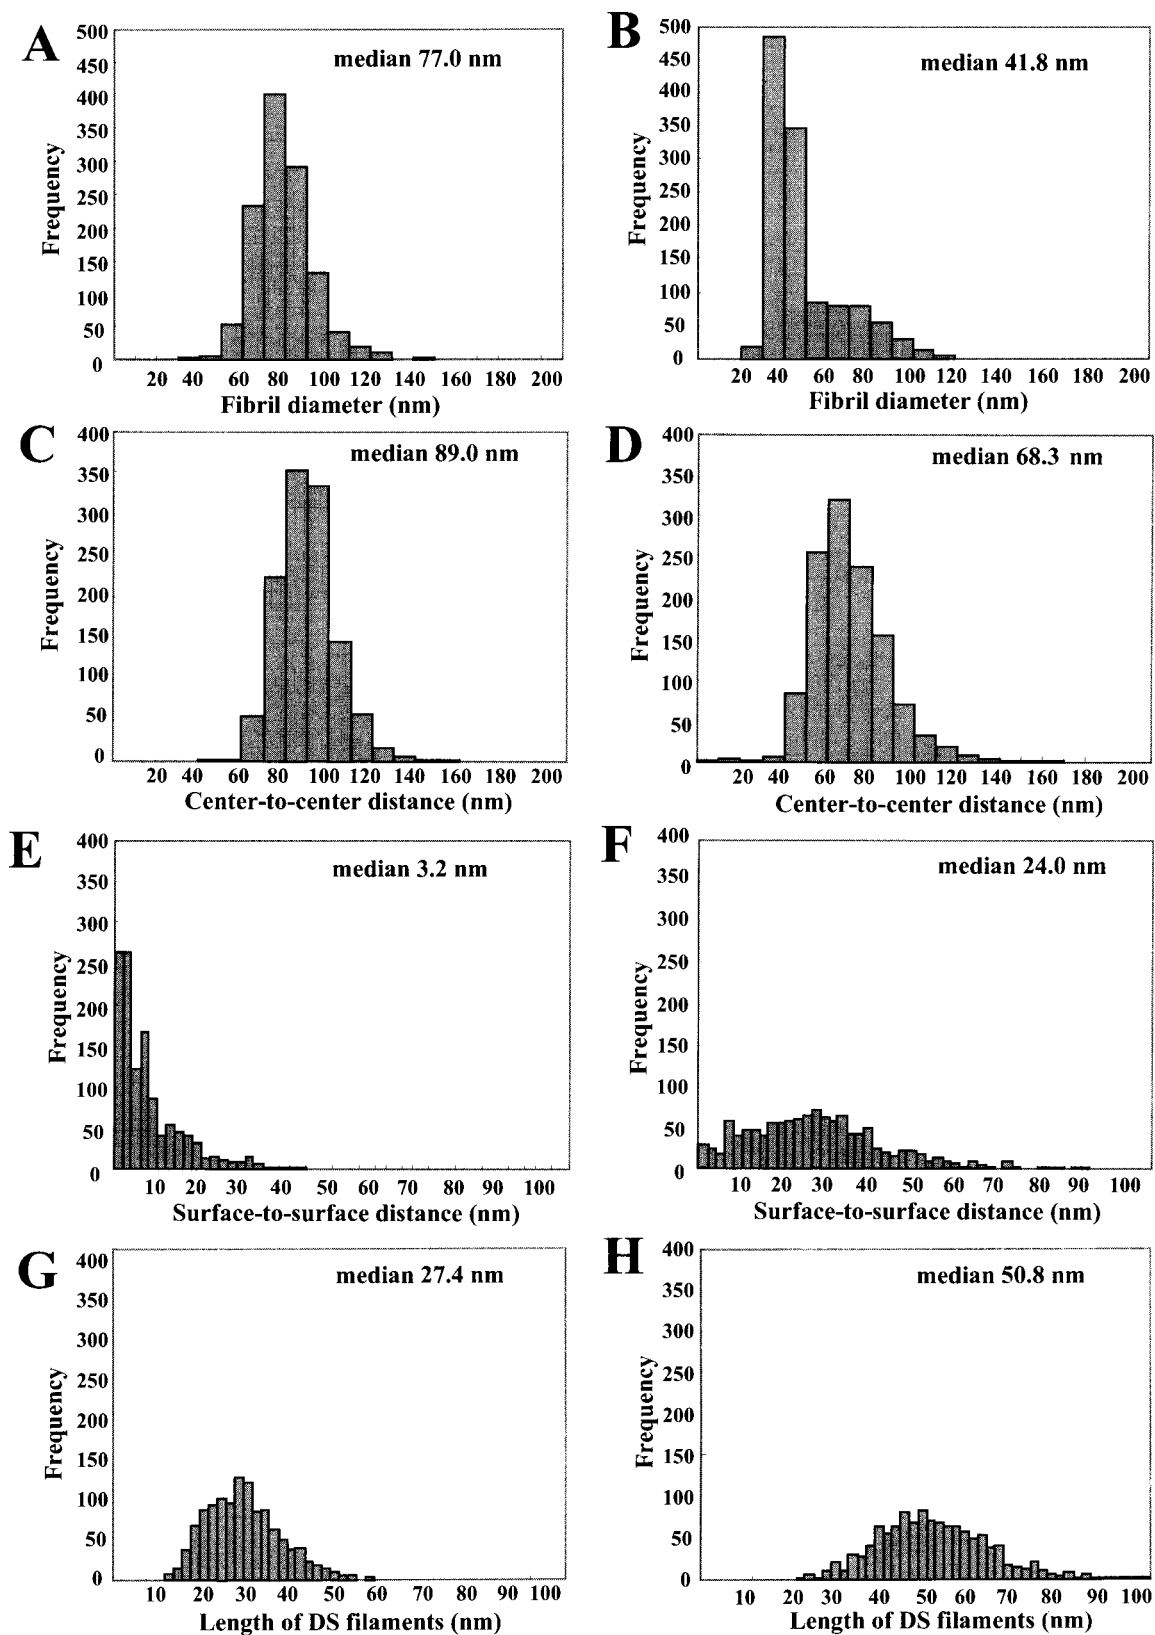 A
median 77.0 nm
500
450
400
350
300
250
200
150
100
50
0
Frequency
20 40 60 80 100 120 140 160 180 200
Fibril diameter (nm)
B
median 41.8 nm
500
450
400
350
300
250
200
150
100
50
0
Frequency
20 40 60 80 100 120 140 160 180 200
Fibril diameter (nm)
C
median 89.0 nm
400
350
300
250
200
150
100
50
0
Frequency
20 40 60 80 100 120 140 160 180 200
Center-to-center distance (nm)
D
median 68.3 nm
400
350
300
250
200
150
100
50
0
Frequency
20 40 60 80 100 120 140 160 180 200
Center-to-center distance (nm)
E
median 3.2 nm
400
350
300
250
200
150
100
50
0
Frequency
10 20 30 40 50 60 70 80 90 100
Surface-to-surface distance (nm)
F
median 24.0 nm
400
350
300
250
200
150
100
50
0
Frequency
10 20 30 40 50 60 70 80 90 100
Surface-to-surface distance (nm)
G
median 27.4 nm
400
350
300
250
200
150
100
50
0
Frequency
10 20 30 40 50 60 70 80 90 100
Length of DS filaments (nm)
H
median 50.8 nm
400
350
300
250
200
150
100
50
0
Frequency
10 20 30 40 50 60 70 80 90 100
Length of DS filaments (nm)